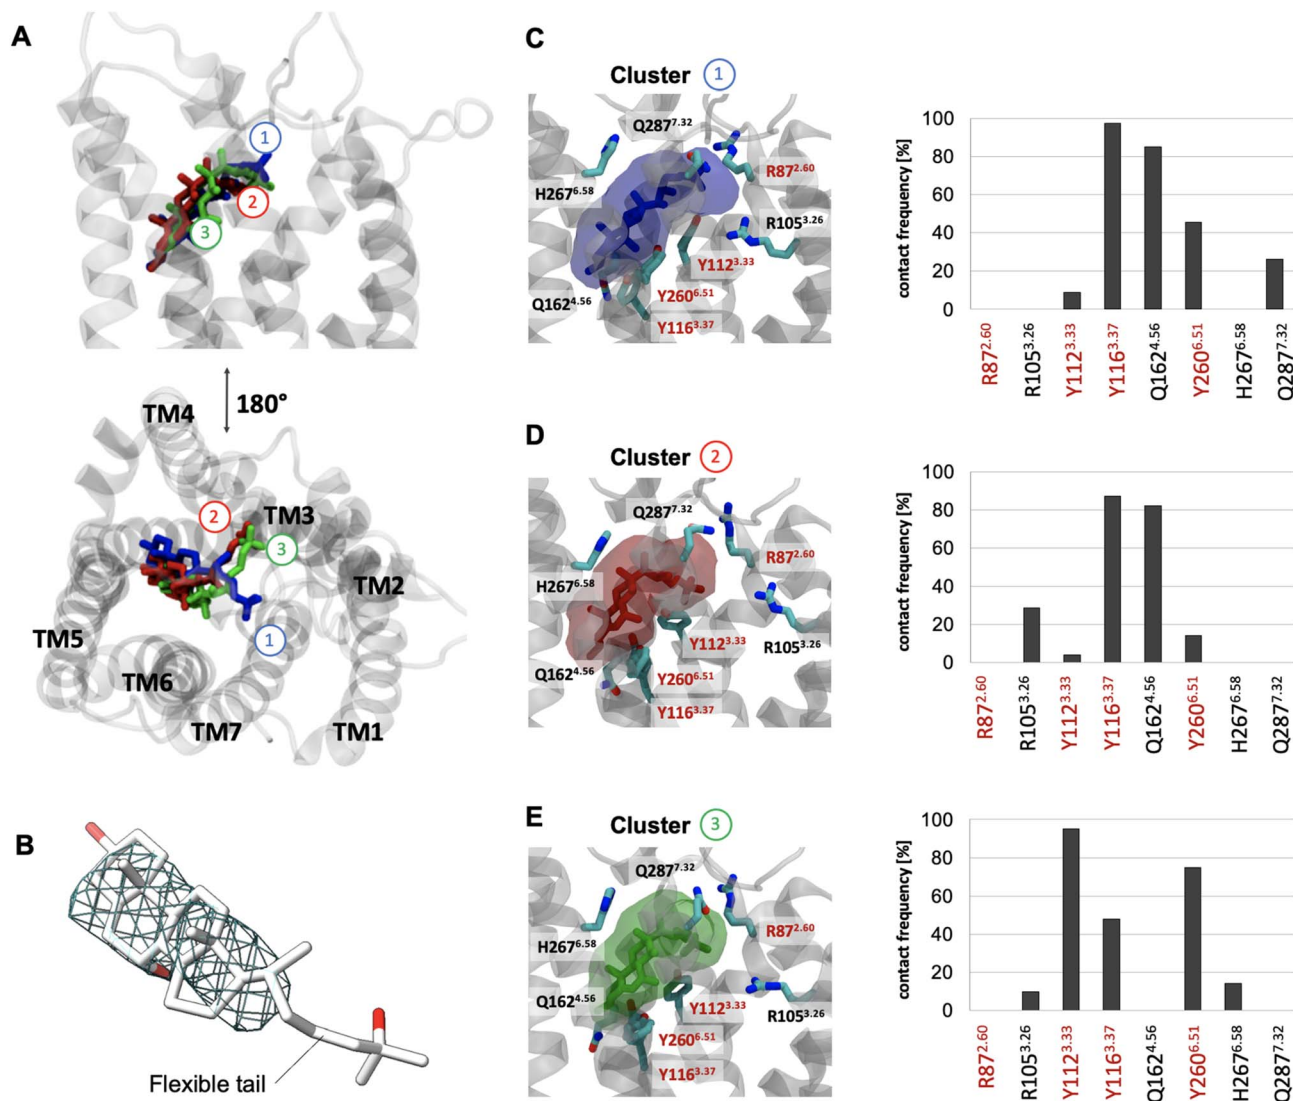 A
1
2
3
180°
TM4
2
TM3
3
TM2
TM5
1
TM6
TM7
TM1
B
Flexible tail
C
Cluster 1
Q287^7.32
R87^2.60
H267^6.58
R105^3.26
Y112^3.33
Q162^4.56
Y260^6.51
Y116^3.37
contact frequency [%]
100
80
60
40
20
0
R87^2.60
R105^3.26
Y112^3.33
Y116^3.37
Q162^4.56
Y260^6.51
H267^6.58
Q287^7.32
D
Cluster 2
Q287^7.32
R87^2.60
H267^6.58
Y112^3.33
R105^3.26
Q162^4.56
Y260^6.51
Y116^3.37
contact frequency [%]
100
80
60
40
20
0
R87^2.60
R105^3.26
Y112^3.33
Y116^3.37
Q162^4.56
Y260^6.51
H267^6.58
Q287^7.32
E
Cluster 3
Q287^7.32
R87^2.60
H267^6.58
Q162^4.56
Y112^3.33
R105^3.26
Y260^6.51
Y116^3.37
contact frequency [%]
100
80
60
40
20
0
R87^2.60
R105^3.26
Y112^3.33
Y116^3.37
Q162^4.56
Y260^6.51
H267^6.58
Q287^7.32